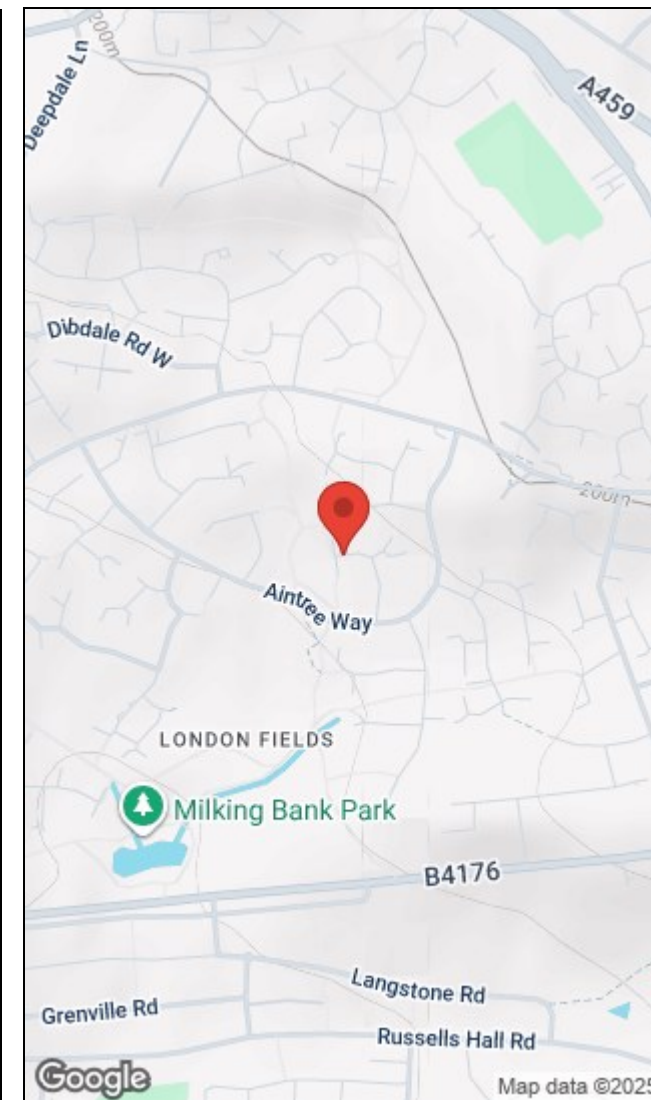 200m
Deepdale Ln
A459
Dibdale Rd W
200m
Aintree Way
LONDON FIELDS
Milking Bank Park
B4176
Langstone Rd
Grenville Rd
Russells Hall Rd
Google
Map data ©2025